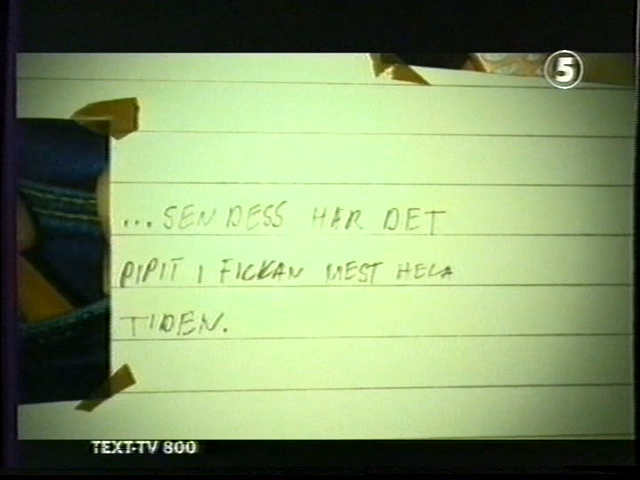 5
... SEN DESS HAR DET
PIPIT I FICKAN MEST HELA
TIDEN.
TEXT-TV 800